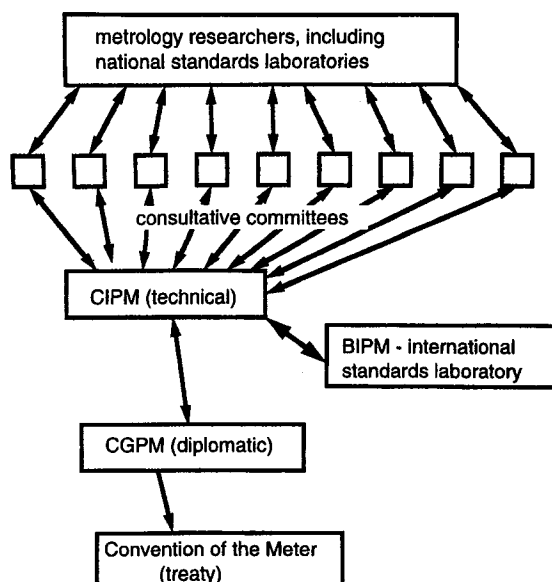 metrology researchers, including
national standards laboratories
consultative committees
CIPM (technical)
BIPM - international
standards laboratory
CGPM (diplomatic)
Convention of the Meter
(treaty)